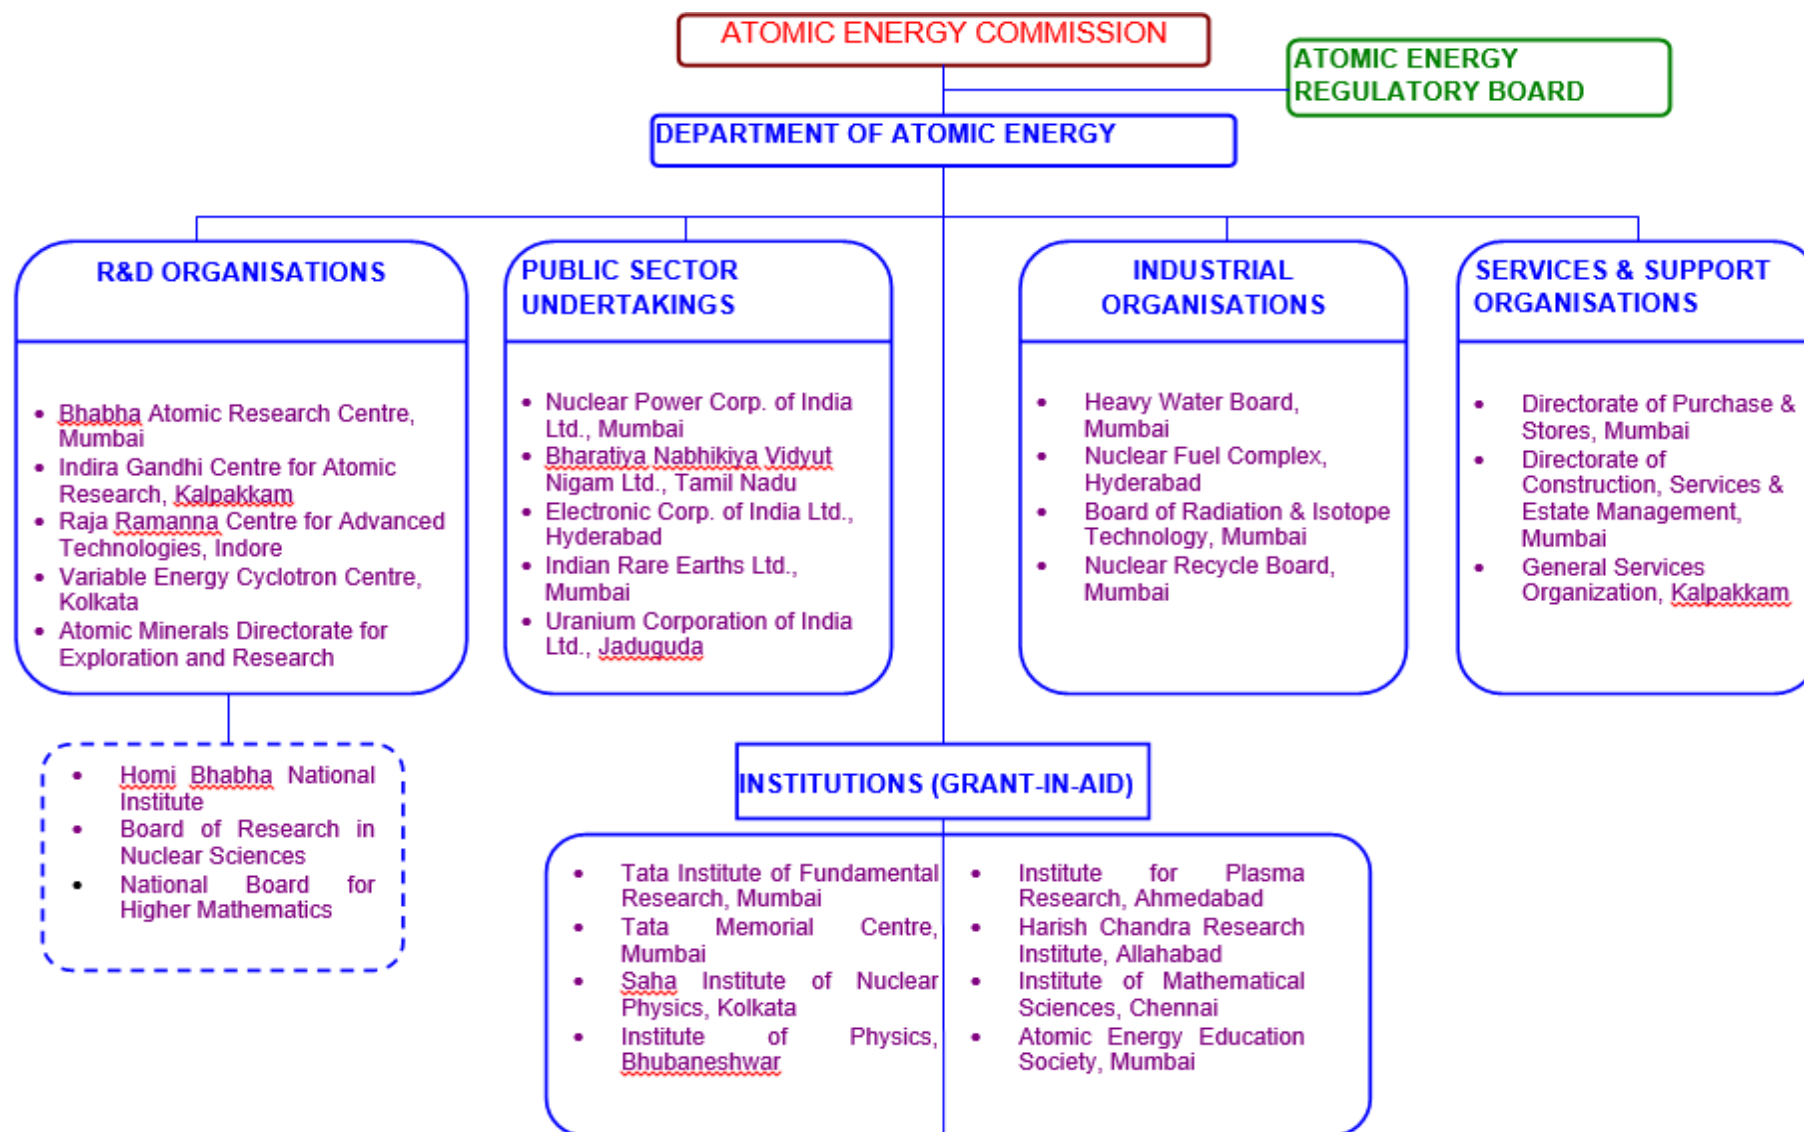 ATOMIC ENERGY COMMISSION
ATOMIC ENERGY
REGULATORY BOARD
DEPARTMENT OF ATOMIC ENERGY
R&D ORGANISATIONS
• Bhabha Atomic Research Centre,
Mumbai
• Indira Gandhi Centre for Atomic
Research, Kalpakkam
• Raja Ramanna Centre for Advanced
Technologies, Indore
• Variable Energy Cyclotron Centre,
Kolkata
• Atomic Minerals Directorate for
Exploration and Research
PUBLIC SECTOR
UNDERTAKINGS
• Nuclear Power Corp. of India
Ltd., Mumbai
• Bharatiya Nabhikiya Vidyut
Nigam Ltd., Tamil Nadu
• Electronic Corp. of India Ltd.,
Hyderabad
• Indian Rare Earths Ltd.,
Mumbai
• Uranium Corporation of India
Ltd., Jaduguda
INDUSTRIAL
ORGANISATIONS
• Heavy Water Board,
Mumbai
• Nuclear Fuel Complex,
Hyderabad
• Board of Radiation & Isotope
Technology, Mumbai
• Nuclear Recycle Board,
Mumbai
SERVICES & SUPPORT
ORGANISATIONS
• Directorate of Purchase &
Stores, Mumbai
• Directorate of
Construction, Services &
Estate Management,
Mumbai
• General Services
Organization, Kalpakkam
• Homi Bhabha National
Institute
• Board of Research in
Nuclear Sciences
• National Board for
Higher Mathematics
INSTITUTIONS (GRANT-IN-AID)
• Tata Institute of Fundamental
Research, Mumbai
• Tata Memorial Centre,
Mumbai
• Saha Institute of Nuclear
Physics, Kolkata
• Institute of Physics,
Bhubaneshwar
• Institute for Plasma
Research, Ahmedabad
• Harish Chandra Research
Institute, Allahabad
• Institute of Mathematical
Sciences, Chennai
• Atomic Energy Education
Society, Mumbai